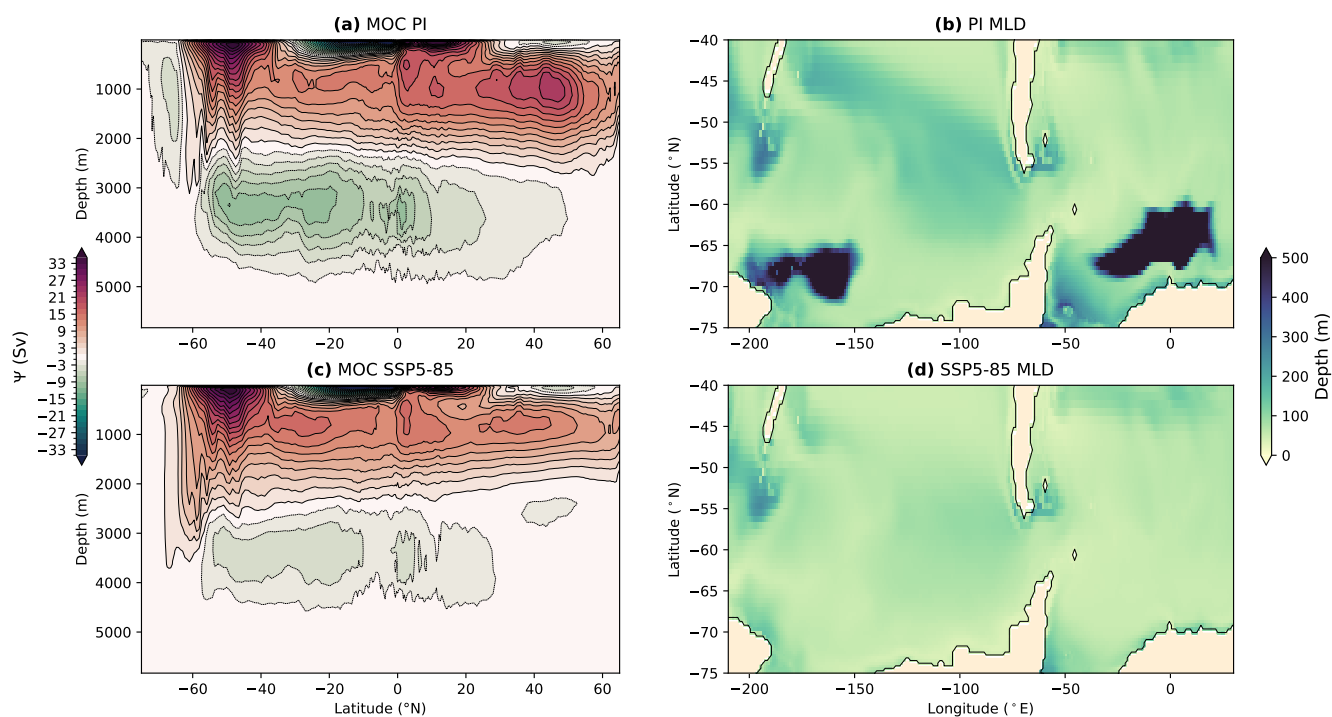 (a) MOC PI
1000
2000
3000
4000
5000
Depth (m)
−60 −40 −20 0 20 40 60
(b) PI MLD
−40
−45
−50
−55
−60
−65
−70
−75
Latitude (°N)
−200 −150 −100 −50 0
33
27
21
15
9
3
−3
−9
−15
−21
−27
−33
Ψ (Sv)
500
400
300
200
100
0
Depth (m)
(c) MOC SSP5-85
1000
2000
3000
4000
5000
Depth (m)
−60 −40 −20 0 20 40 60
Latitude (°N)
(d) SSP5-85 MLD
−40
−45
−50
−55
−60
−65
−70
−75
Latitude (°N)
−200 −150 −100 −50 0
Longitude (°E)